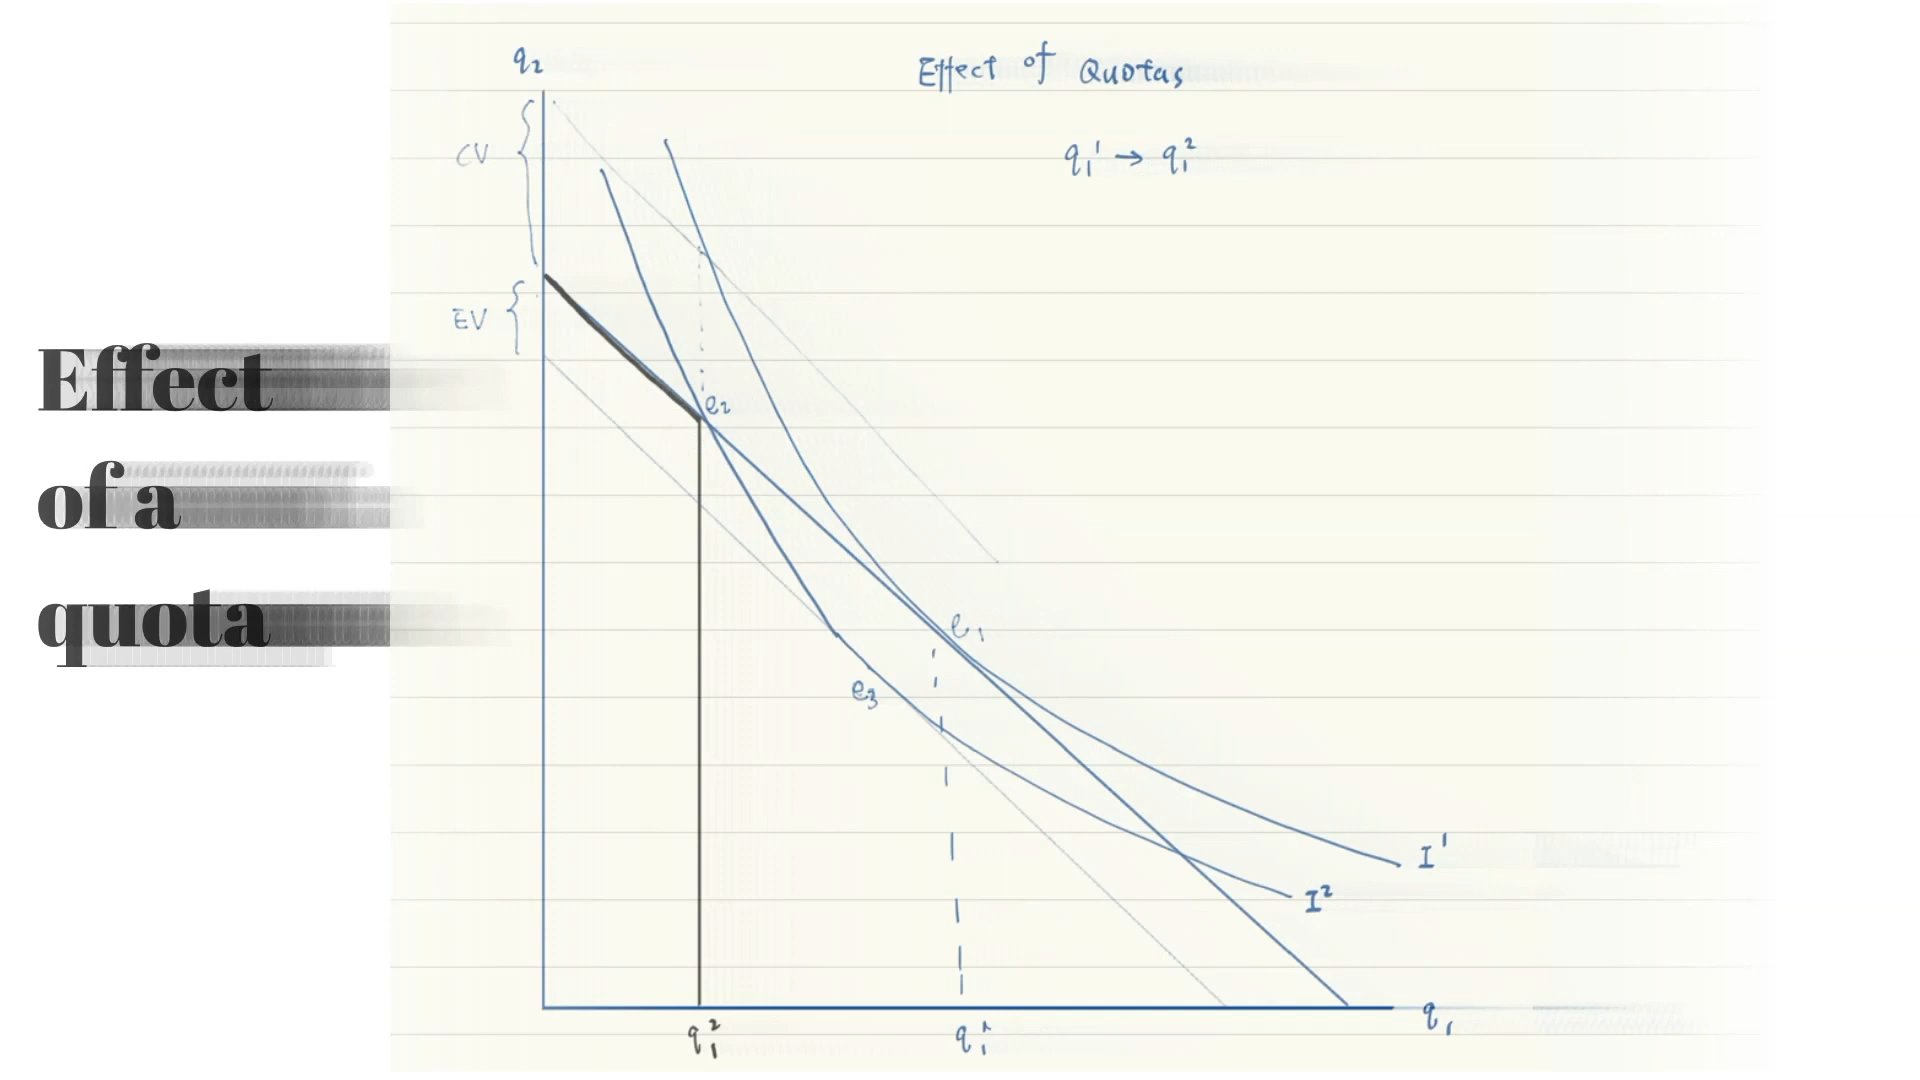 Effect
of a
quota
Effect of Quotas
q₁¹ → q₁²
q₂
CV
EV
e₂
e₁
e₃
I¹
I²
q₁² q₁¹ q₁